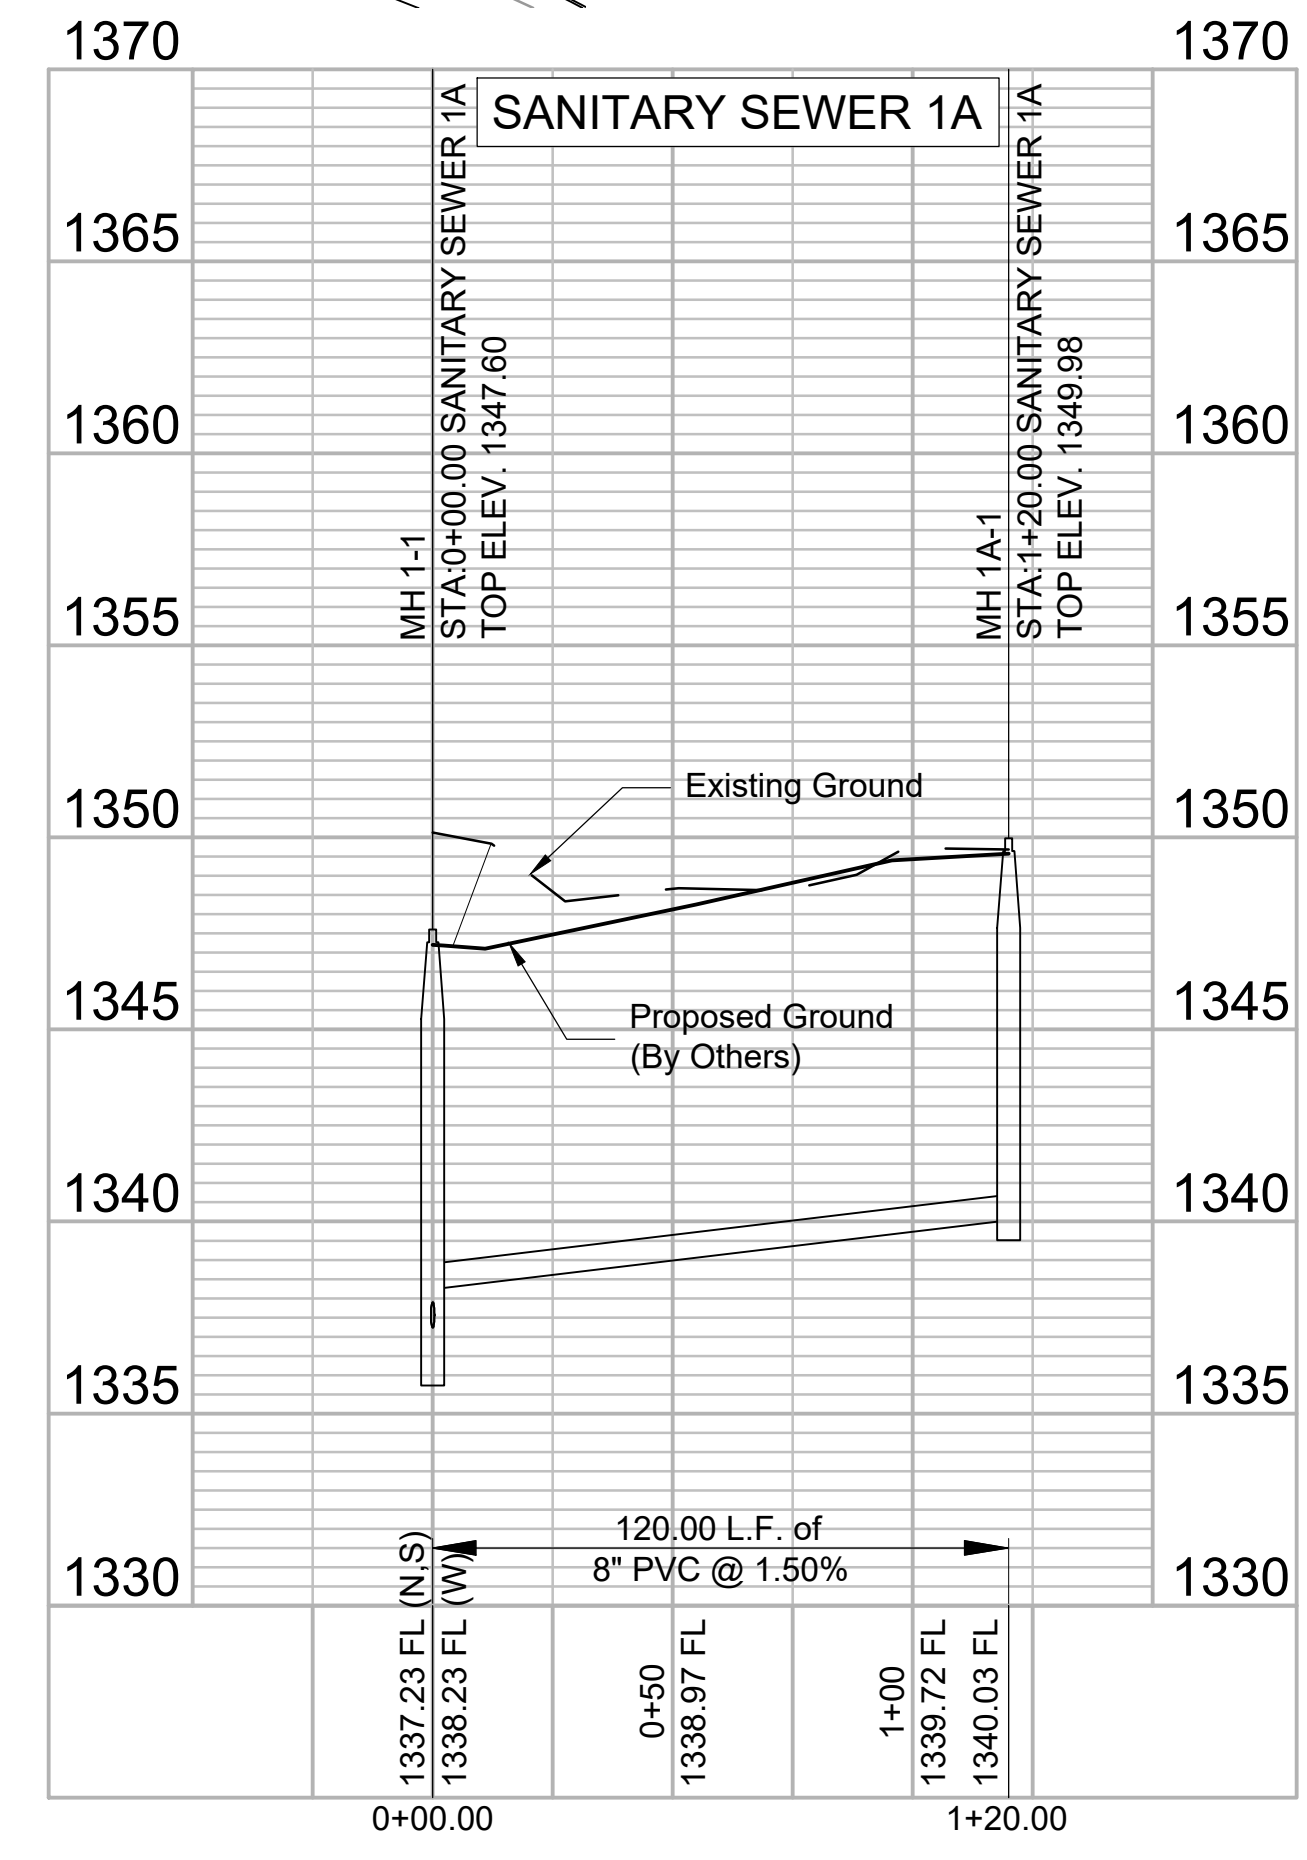 1370
1370
SANITARY SEWER 1A
1365
1365
1360
1360
1355
1355
MH 1-1
STA:0+00.00 SANITARY SEWER 1A
TOP ELEV. 1347.60
MH 1A-1
STA:1+20.00 SANITARY SEWER 1A
TOP ELEV. 1349.98
Existing Ground
1350
1350
1345
1345
Proposed Ground
(By Others)
1340
1340
1335
1335
120.00 L.F. of
8" PVC @ 1.50%
1330
1330
1337.23 FL (N,S)
1338.23 FL (W)
0+50
1338.97 FL
1+00
1339.72 FL
1340.03 FL
0+00.00
1+20.00